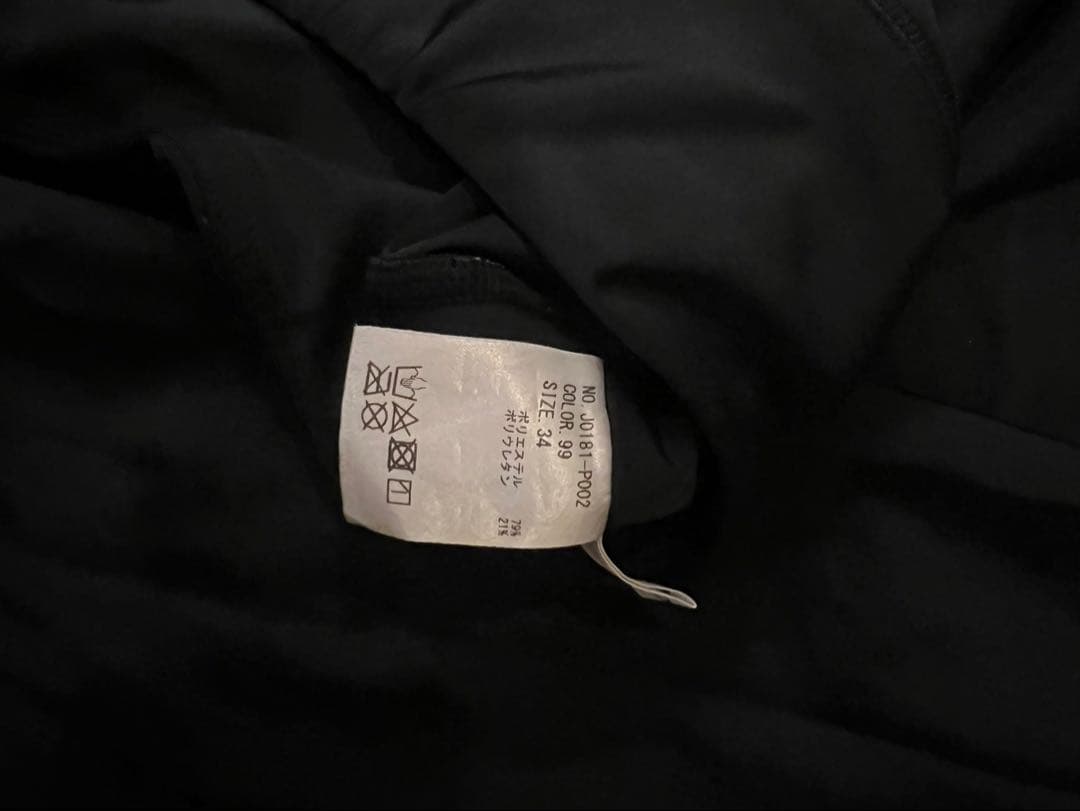 NO. J0181-P002
COLOR. 99
SIZE. 34
ポリエステル 79%
ポリウレタン 21%